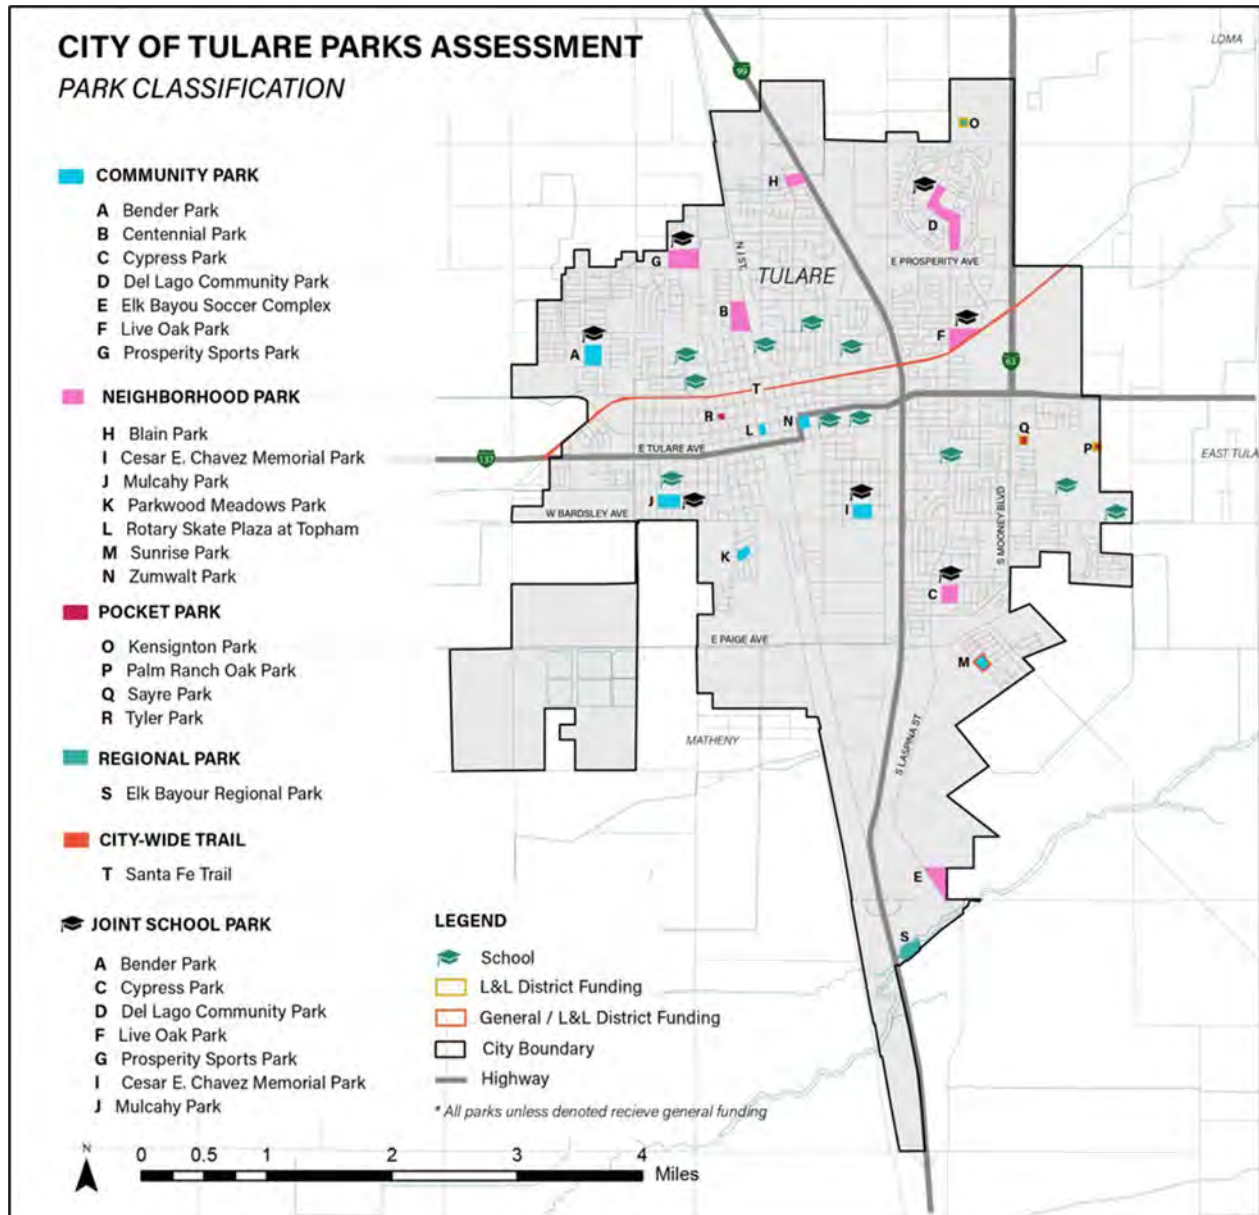 CITY OF TULARE PARKS ASSESSMENT
PARK CLASSIFICATION
COMMUNITY PARK
A Bender Park
B Centennial Park
C Cypress Park
D Del Lago Community Park
E Elk Bayou Soccer Complex
F Live Oak Park
G Prosperity Sports Park
NEIGHBORHOOD PARK
H Blain Park
I Cesar E. Chavez Memorial Park
J Mulcahy Park
K Parkwood Meadows Park
L Rotary Skate Plaza at Topham
M Sunrise Park
N Zumwalt Park
POCKET PARK
O Kensignton Park
P Palm Ranch Oak Park
Q Sayre Park
R Tyler Park
REGIONAL PARK
S Elk Bayour Regional Park
CITY-WIDE TRAIL
T Santa Fe Trail
JOINT SCHOOL PARK
A Bender Park
C Cypress Park
D Del Lago Community Park
F Live Oak Park
G Prosperity Sports Park
I Cesar E. Chavez Memorial Park
J Mulcahy Park
LEGEND
School
L&L District Funding
General / L&L District Funding
City Boundary
Highway
* All parks unless denoted recieve general funding
N
0 0.5 1 2 3 4
Miles
LOMA
99
O
H
D
G
N J ST
E PROSPERITY AVE
TULARE
B
F
A
63
T
R
L
N
Q
P
E TULARE AVE
137
EAST TULA
J
I
W BARDSLEY AVE
S MOONEY BLVD
K
C
E PAIGE AVE
M
MATHENY
S LASPINA ST
E
S